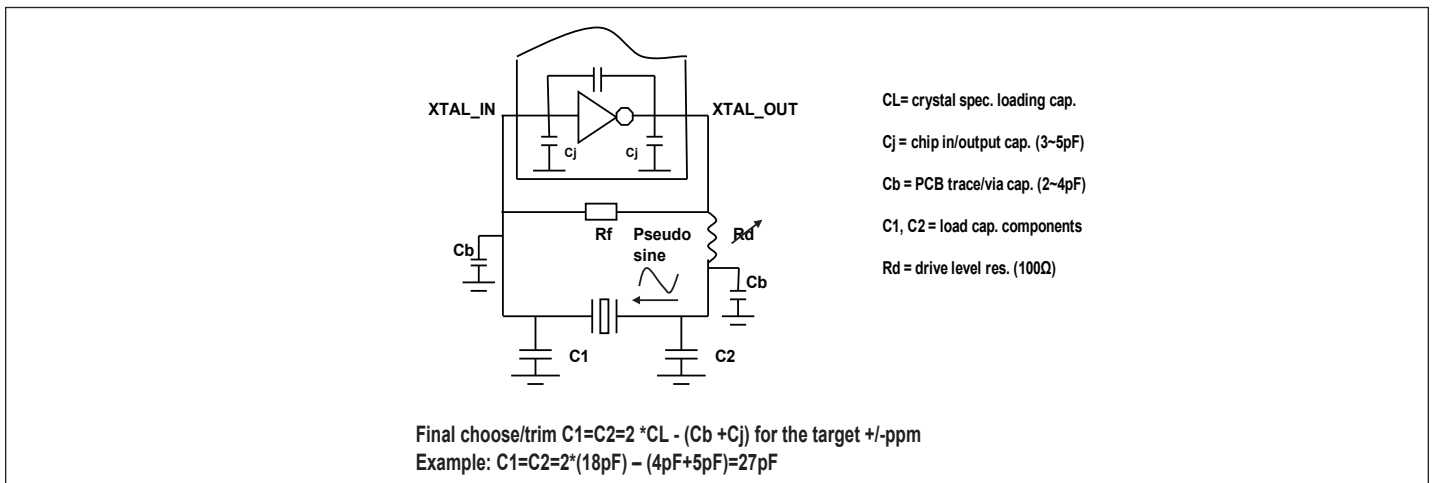 XTAL_IN
XTAL_OUT
Cj
Cj
Rf
Pseudo
sine
Rd
Cb
Cb
C1
C2
CL= crystal spec. loading cap.
Cj = chip in/output cap. (3~5pF)
Cb = PCB trace/via cap. (2~4pF)
C1, C2 = load cap. components
Rd = drive level res. (100Ω)
Final choose/trim C1=C2=2 *CL - (Cb +Cj) for the target +/-ppm
Example: C1=C2=2*(18pF) – (4pF+5pF)=27pF